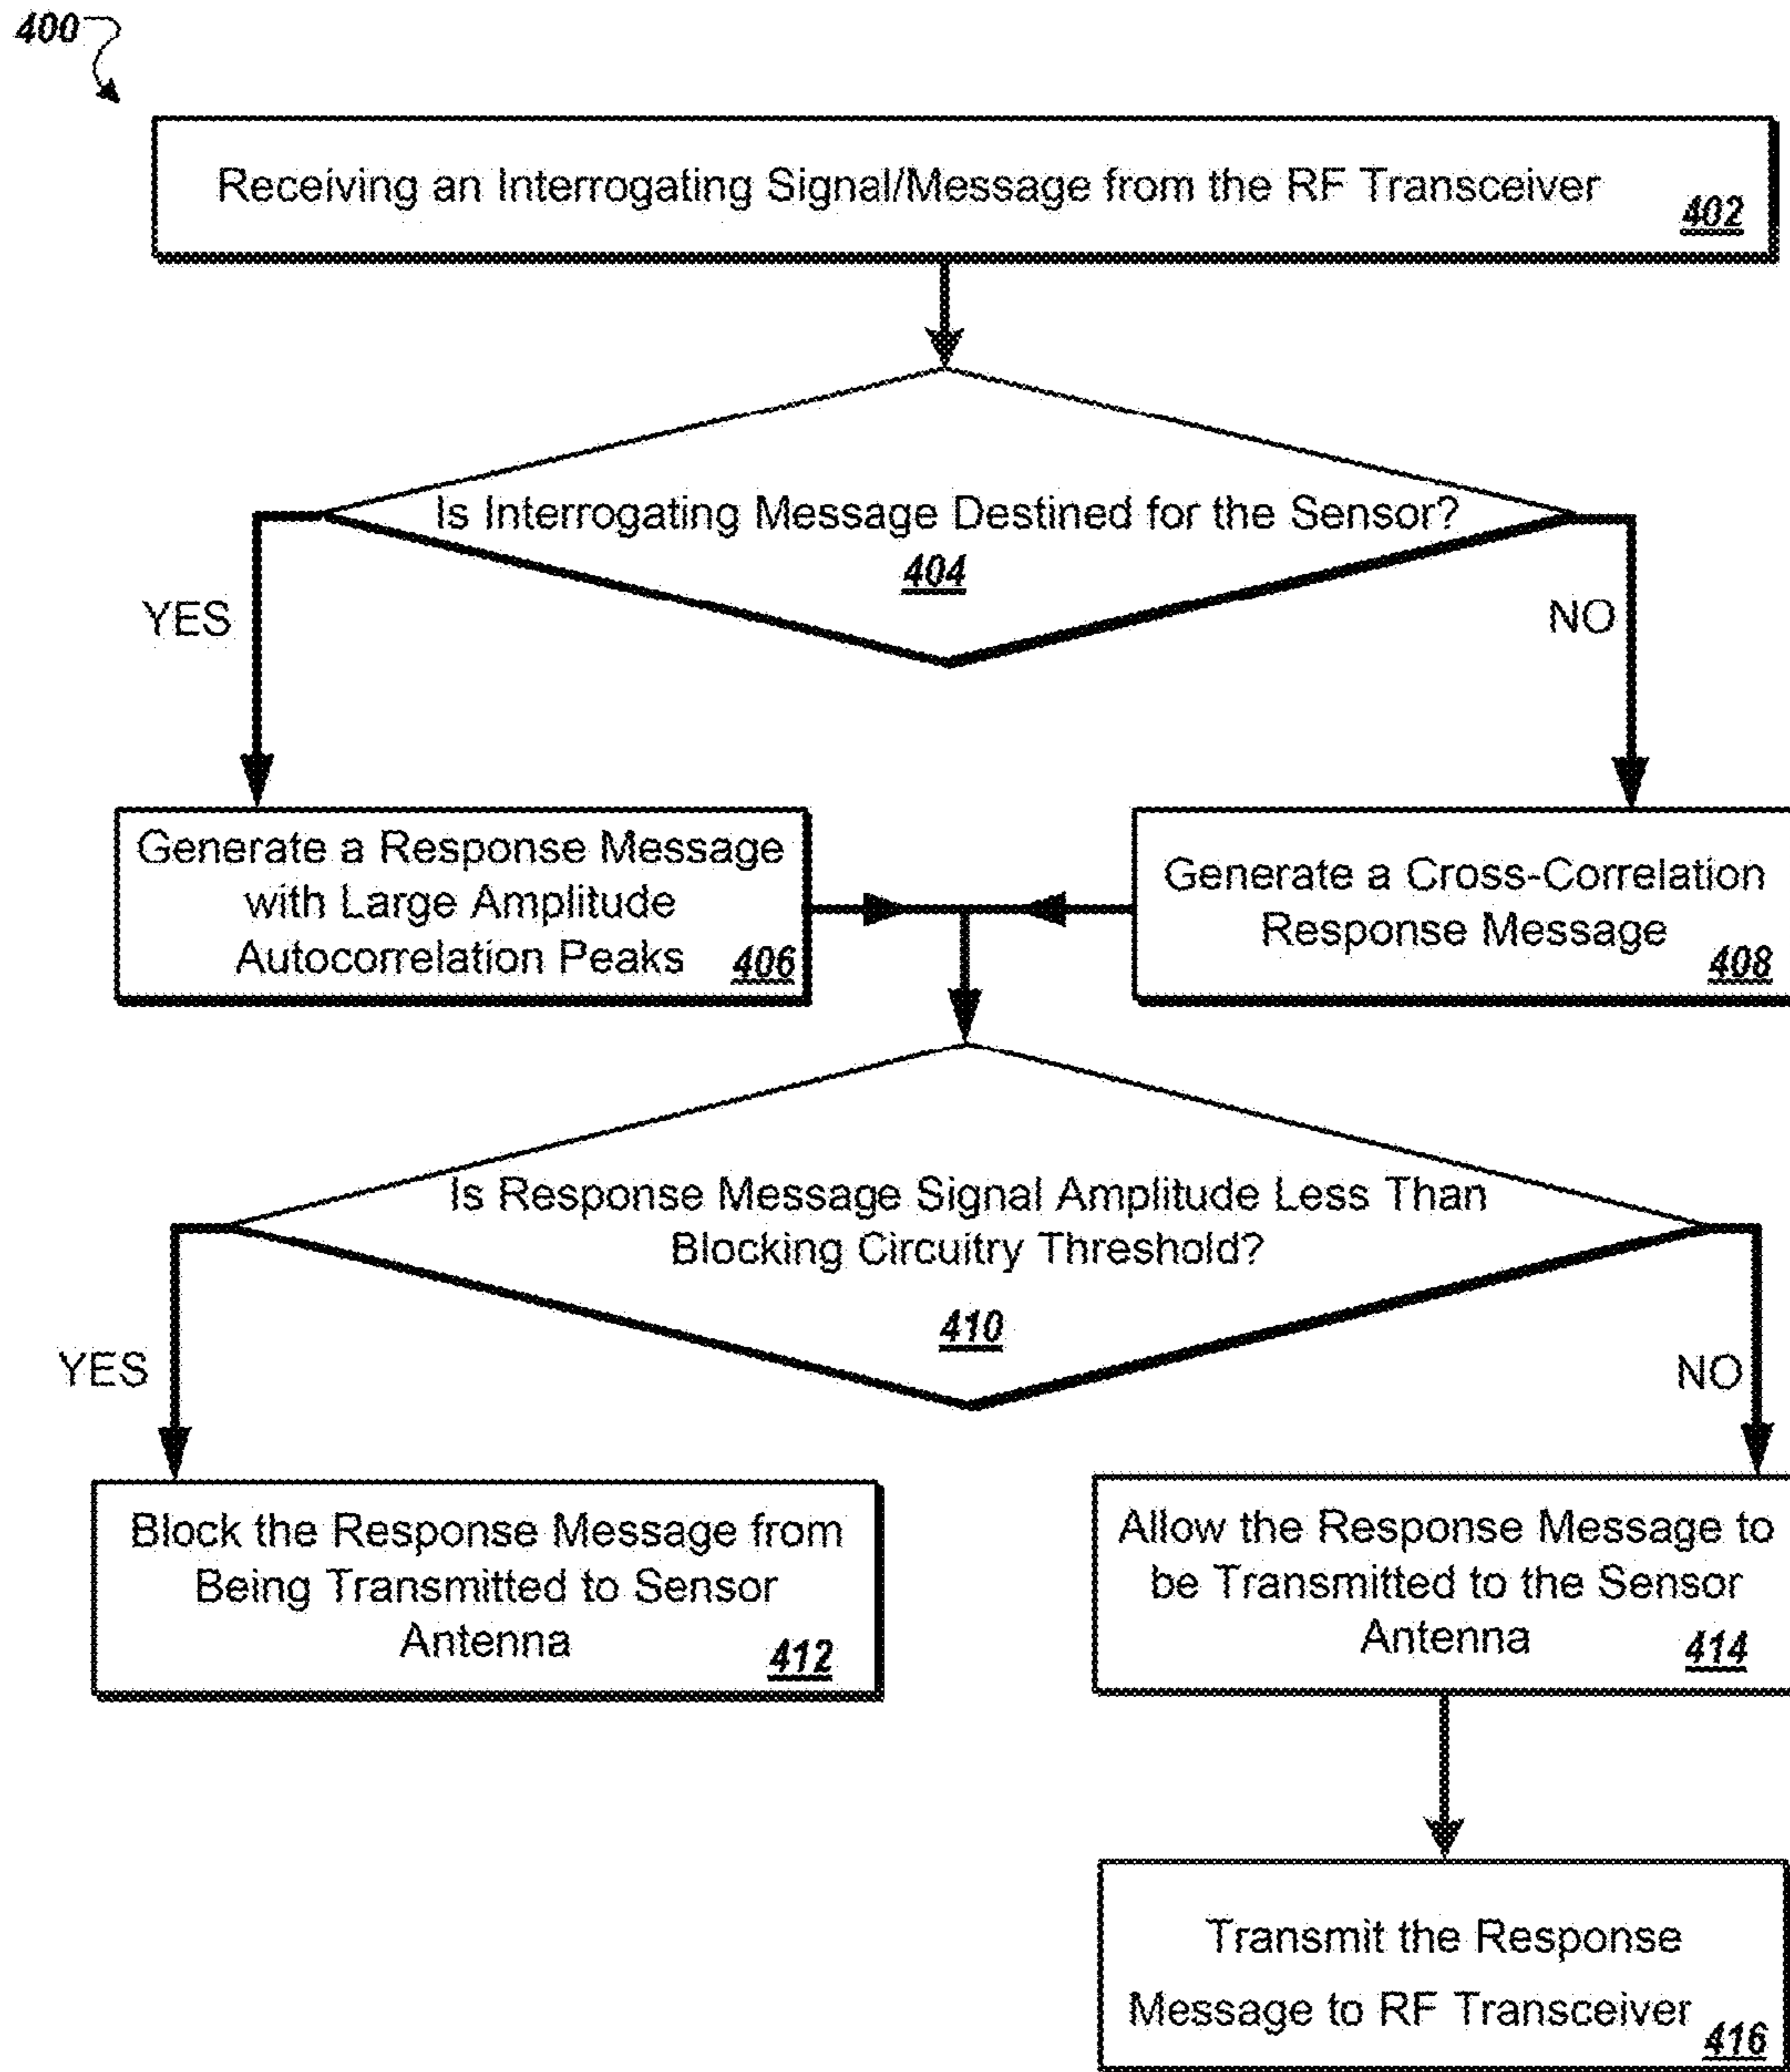 400
Receiving an Interrogating Signal/Message from the RF Transceiver
402
Is Interrogating Message Destined for the Sensor?
404
YES
NO
Generate a Response Message
with Large Amplitude
Autocorrelation Peaks
406
Generate a Cross-Correlation
Response Message
408
Is Response Message Signal Amplitude Less Than
Blocking Circuitry Threshold?
410
YES
NO
Block the Response Message from
Being Transmitted to Sensor
Antenna
412
Allow the Response Message to
be Transmitted to the Sensor
Antenna
414
Transmit the Response
Message to RF Transceiver
416